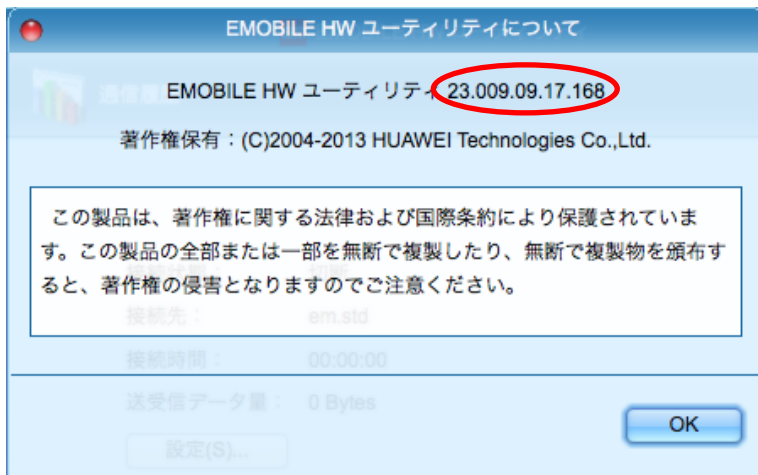 EMOBILE HW ユーティリティについて
EMOBILE HW ユーティリティ 23.009.09.17.168
著作権保有：(C)2004-2013 HUAWEI Technologies Co.,Ltd.
この製品は、著作権に関する法律および国際条約により保護されていま
す。この製品の全部または一部を無断で複製したり、無断で複製物を頒布す
ると、著作権の侵害となりますのでご注意ください。
接続先： em.std
接続時間： 00:00:00
送受信データ量： 0 Bytes
設定(S)...
OK